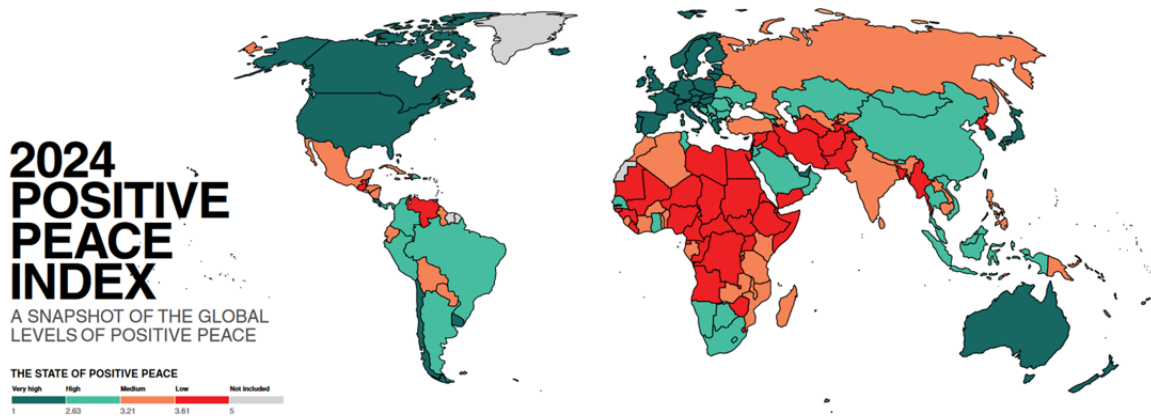 2024
POSITIVE
PEACE
INDEX
A SNAPSHOT OF THE GLOBAL
LEVELS OF POSITIVE PEACE
THE STATE OF POSITIVE PEACE
Very high High Medium Low Not included
1 2.63 3.21 3.61 5